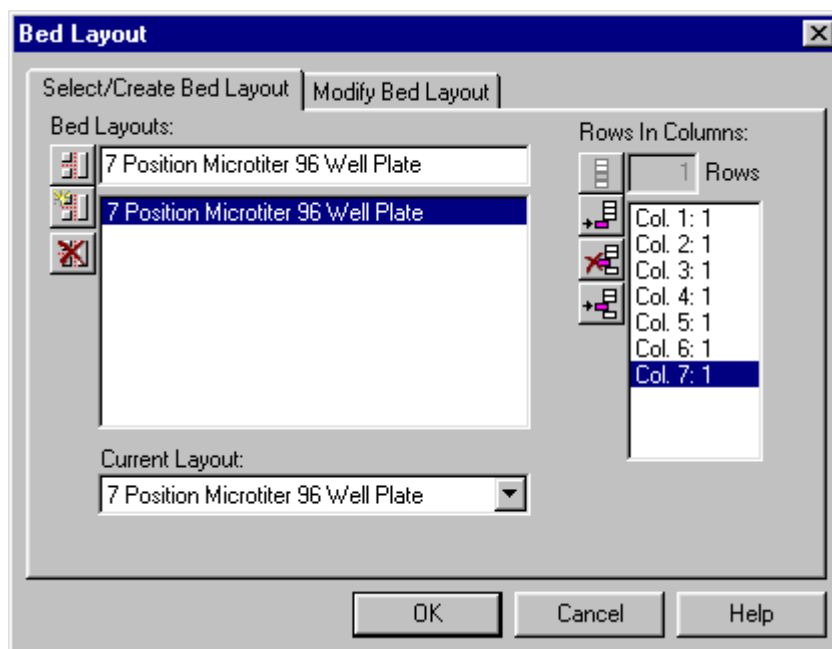 Bed Layout
Select/Create Bed Layout
Modify Bed Layout
Bed Layouts:
7 Position Microtiter 96 Well Plate
7 Position Microtiter 96 Well Plate
Current Layout:
7 Position Microtiter 96 Well Plate
Rows In Columns:
1 Rows
Col. 1: 1
Col. 2: 1
Col. 3: 1
Col. 4: 1
Col. 5: 1
Col. 6: 1
Col. 7: 1
OK
Cancel
Help